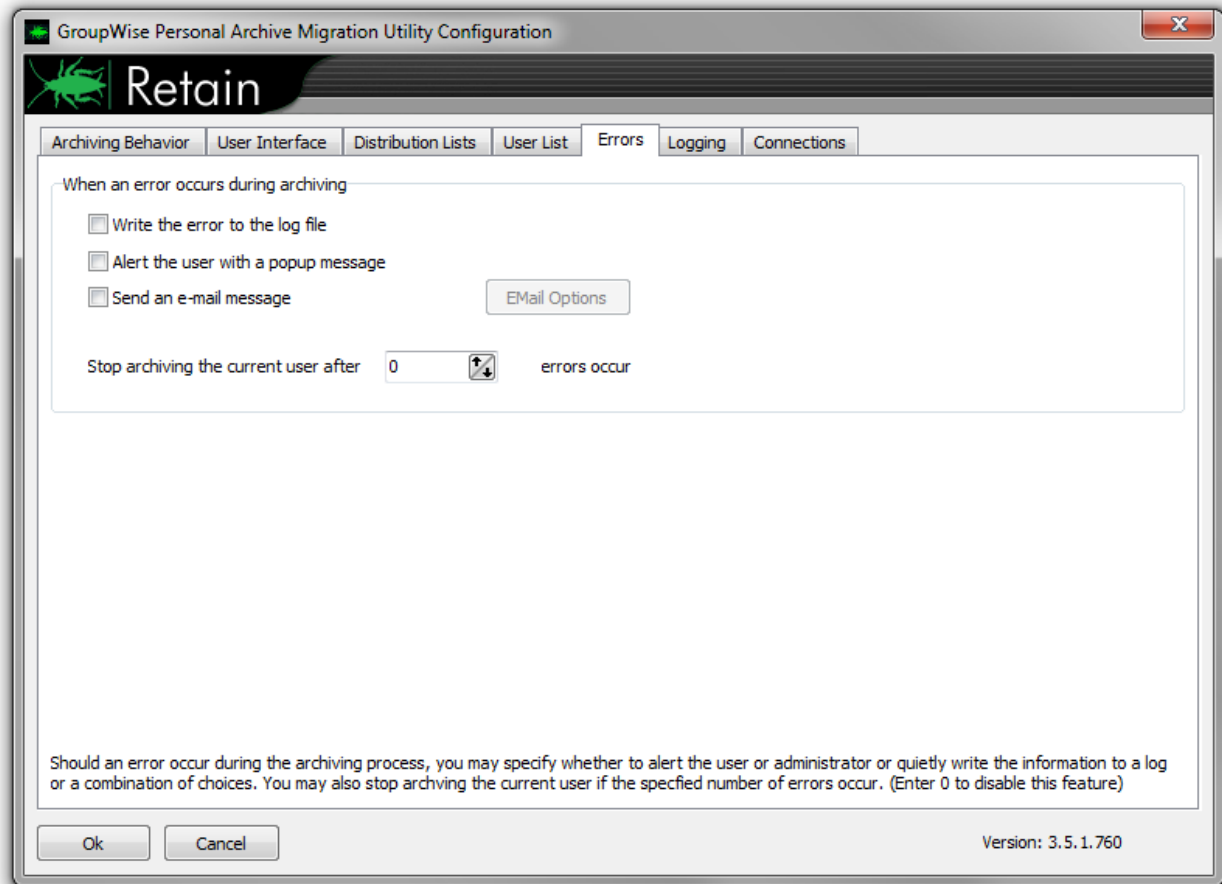 GroupWise Personal Archive Migration Utility Configuration
X
Retain
Archiving Behavior User Interface Distribution Lists User List Errors Logging Connections
When an error occurs during archiving
Write the error to the log file
Alert the user with a popup message
Send an e-mail message EMail Options
Stop archiving the current user after 0 errors occur
Should an error occur during the archiving process, you may specify whether to alert the user or administrator or quietly write the information to a log
or a combination of choices. You may also stop archving the current user if the specfied number of errors occur. (Enter 0 to disable this feature)
Ok Cancel Version: 3.5.1.760